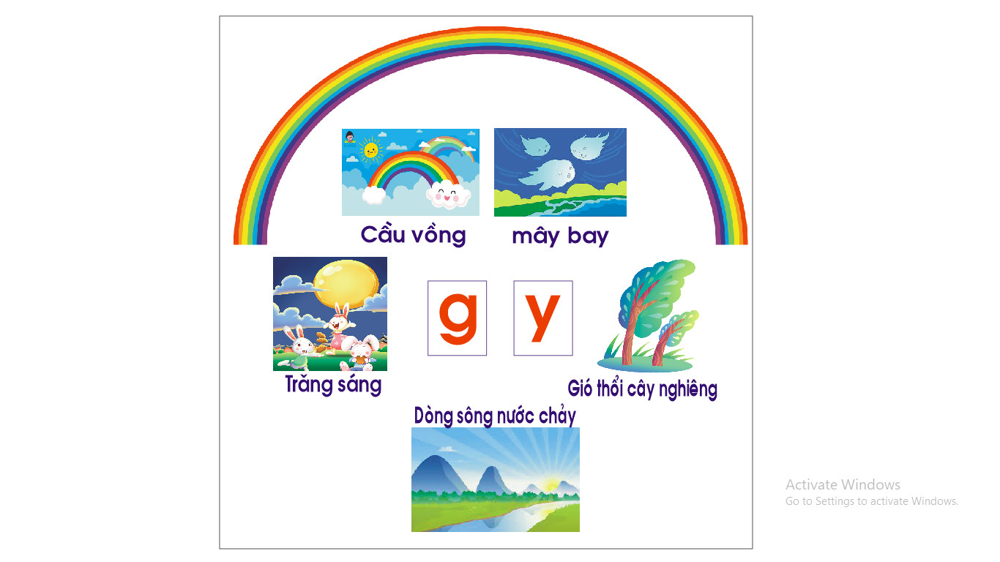 Cầu vồng
mây bay
g
y
Trăng sáng
Gió thổi cây nghiêng
Dòng sông nước chảy
Activate Windows
Go to Settings to activate Windows.